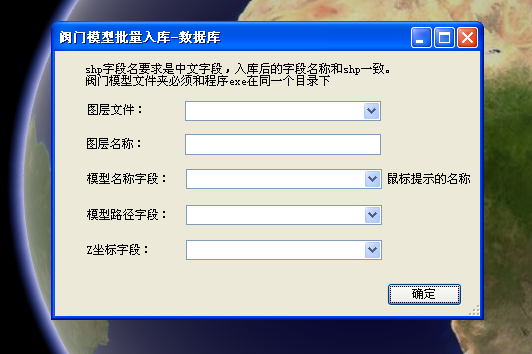 阀门模型批量入库-数据库
shp字段名要求是中文字段，入库后的字段名称和shp一致。
阀门模型文件夹必须和程序exe在同一个目录下
图层文件：
图层名称：
模型名称字段： 鼠标提示的名称
模型路径字段：
Z坐标字段：
确定